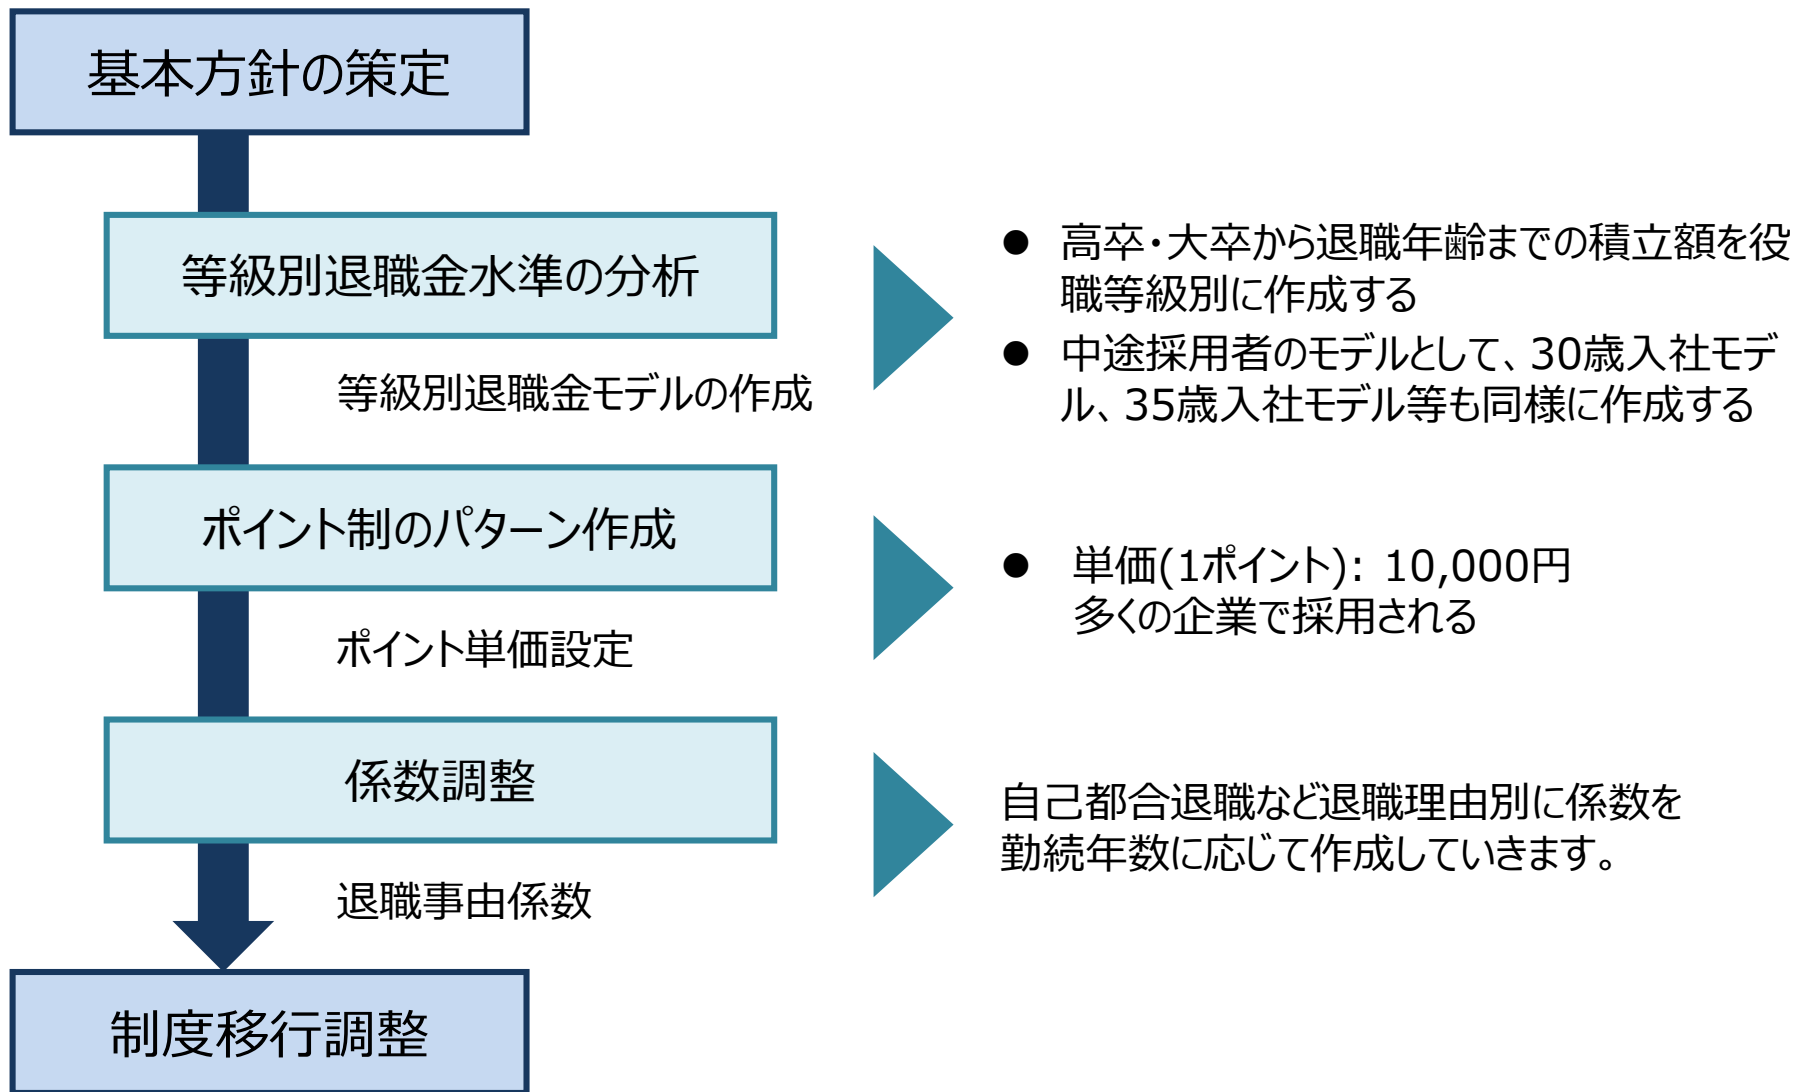 基本方針の策定
等級別退職金水準の分析
● 高卒・大卒から退職年齢までの積立額を役
職等級別に作成する
● 中途採用者のモデルとして、30歳入社モデ
ル、35歳入社モデル等も同様に作成する
等級別退職金モデルの作成
ポイント制のパターン作成
● 単価(1ポイント): 10,000円
多くの企業で採用される
ポイント単価設定
係数調整
自己都合退職など退職理由別に係数を
勤続年数に応じて作成していきます。
退職事由係数
制度移行調整